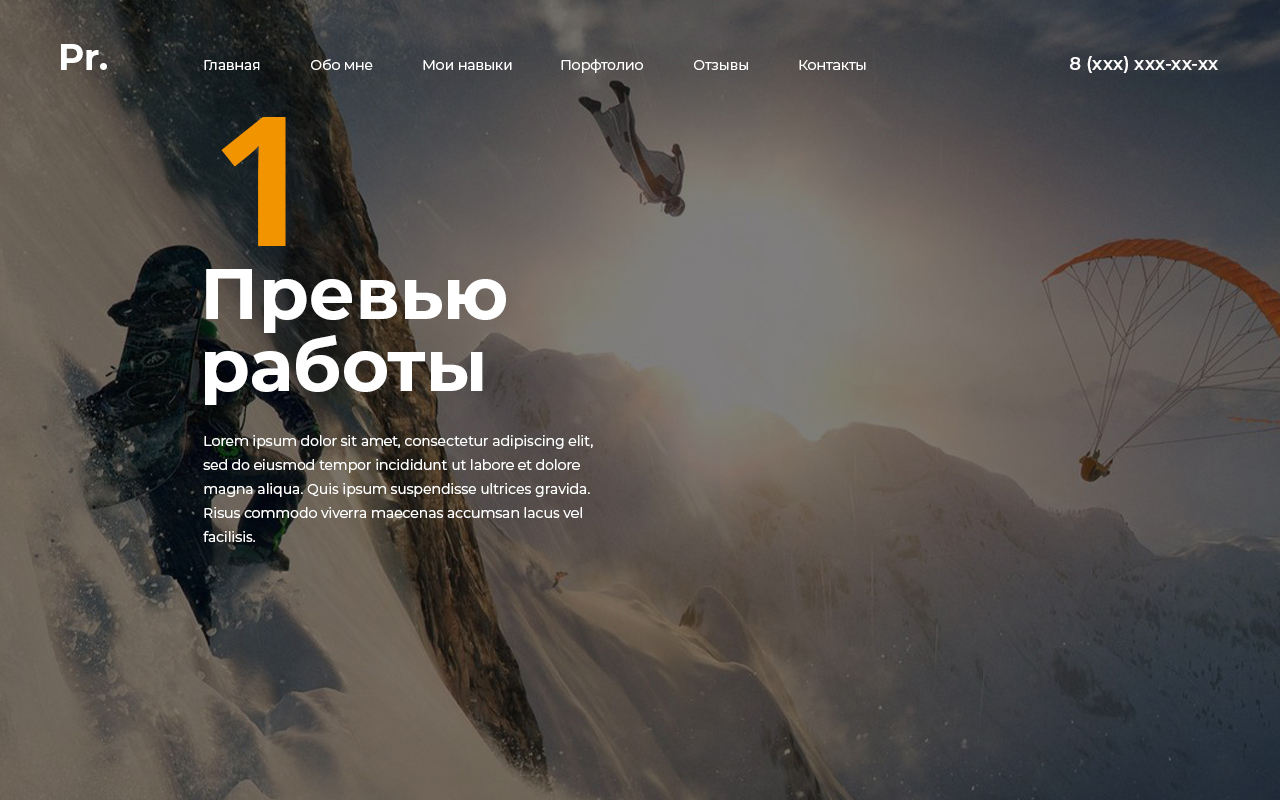 Pr.
Главная Обо мне Мои навыки Порфтолио Отзывы Контакты 8 (xxx) xxx-xx-xx
1
Превью
работы
Lorem ipsum dolor sit amet, consectetur adipiscing elit,
sed do eiusmod tempor incididunt ut labore et dolore
magna aliqua. Quis ipsum suspendisse ultrices gravida.
Risus commodo viverra maecenas accumsan lacus vel
facilisis.